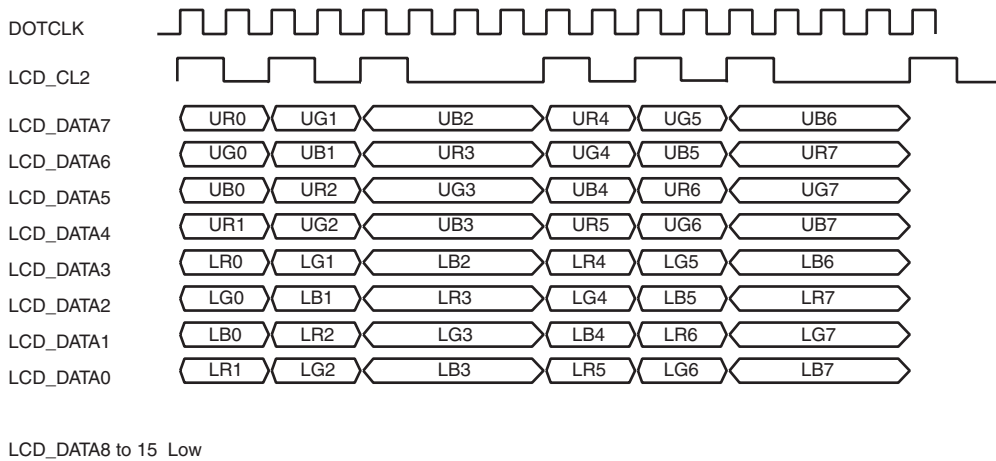 DOTCLK
LCD_CL2
LCD_DATA7 UR0 UG1 UB2 UR4 UG5 UB6
LCD_DATA6 UG0 UB1 UR3 UG4 UB5 UR7
LCD_DATA5 UB0 UR2 UG3 UB4 UR6 UG7
LCD_DATA4 UR1 UG2 UB3 UR5 UG6 UB7
LCD_DATA3 LR0 LG1 LB2 LR4 LG5 LB6
LCD_DATA2 LG0 LB1 LR3 LG4 LB5 LR7
LCD_DATA1 LB0 LR2 LG3 LB4 LR6 LG7
LCD_DATA0 LR1 LG2 LB3 LR5 LG6 LB7
LCD_DATA8 to 15 Low